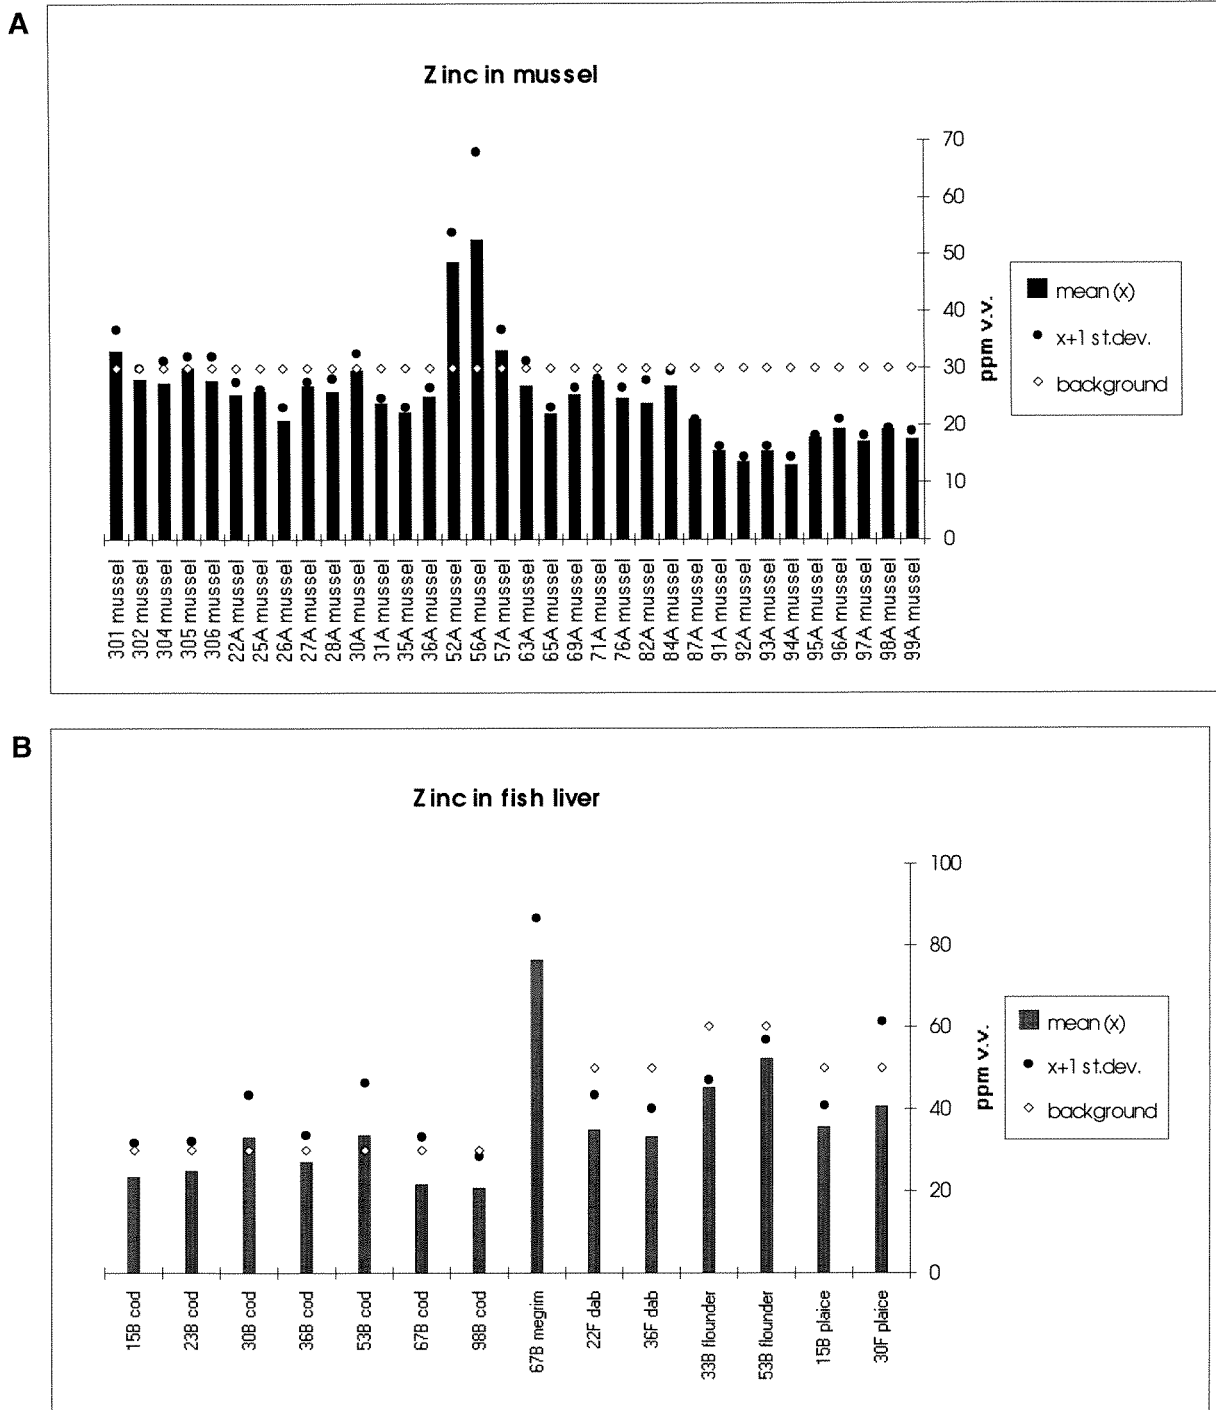 A
Zinc in mussel
70
60
50
40
30
20
10
0
ppm v.v.
mean (x)
x+1 st.dev.
background
301 mussel
302 mussel
304 mussel
305 mussel
306 mussel
22A mussel
25A mussel
26A mussel
27A mussel
28A mussel
30A mussel
31A mussel
35A mussel
36A mussel
52A mussel
56A mussel
57A mussel
63A mussel
65A mussel
69A mussel
71A mussel
76A mussel
82A mussel
84A mussel
87A mussel
91A mussel
92A mussel
93A mussel
94A mussel
95A mussel
96A mussel
97A mussel
98A mussel
99A mussel
B
Zinc in fish liver
100
80
60
40
20
0
ppm v.v.
mean (x)
x+1 st.dev.
background
15B cod
23B cod
30B cod
36B cod
53B cod
67B cod
98B cod
67B megrim
22F dab
36F dab
33B flounder
53B flounder
15B plaice
30F plaice